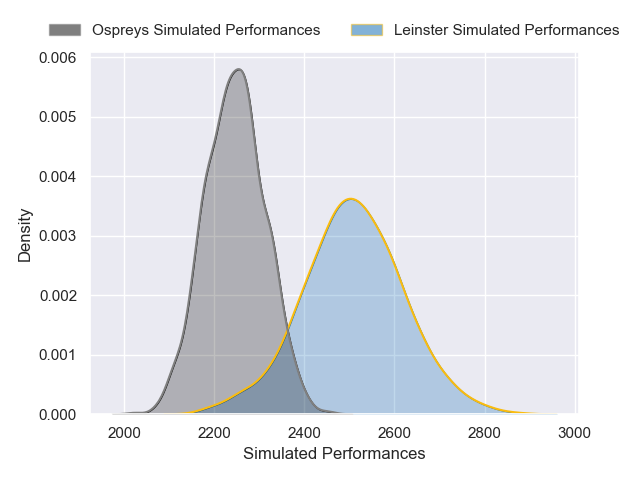 Ospreys Simulated Performances
Leinster Simulated Performances
0.006
0.005
0.004
0.003
0.002
0.001
0.000
Density
2000 2200 2400 2600 2800 3000
Simulated Performances